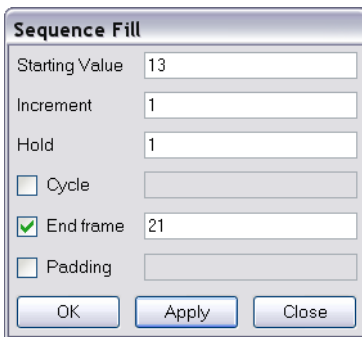 Sequence Fill
Starting Value 13
Increment 1
Hold 1
Cycle
End frame 21
Padding
OK Apply Close